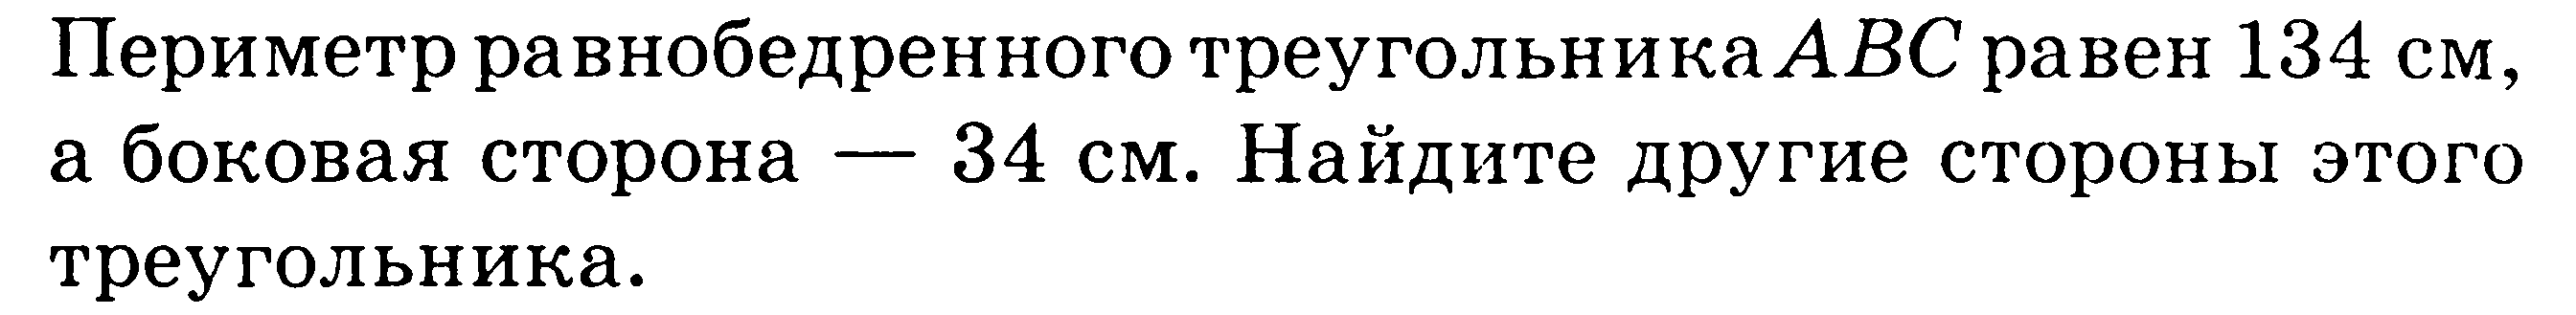 Периметр равнобедренного треугольника ABC равен 134 см,
а боковая сторона — 34 см. Найдите другие стороны этого
треугольника.